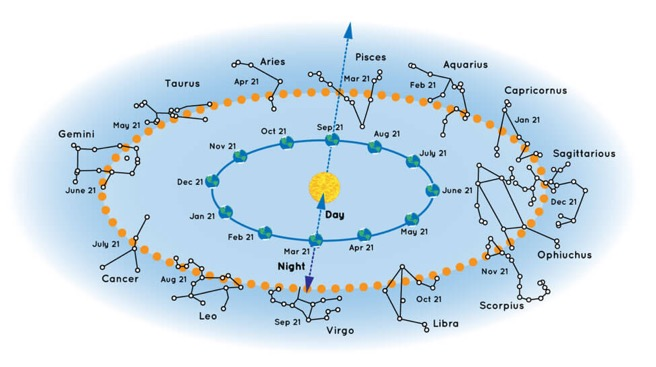 Aries
Apr 21
Pisces
Mar 21
Aquarius
Feb 21
Taurus
May 21
Capricornus
Jan 21
Gemini
June 21
Sagittarious
Dec 21
Oct 21
Sep 21
Aug 21
Nov 21
July 21
Dec 21
June 21
Jan 21
Day
May 21
Feb 21
Mar 21
Apr 21
Night
July 21
Cancer
Aug 21
Leo
Sep 21
Virgo
Oct 21
Libra
Nov 21
Scorpius
Ophiuchus